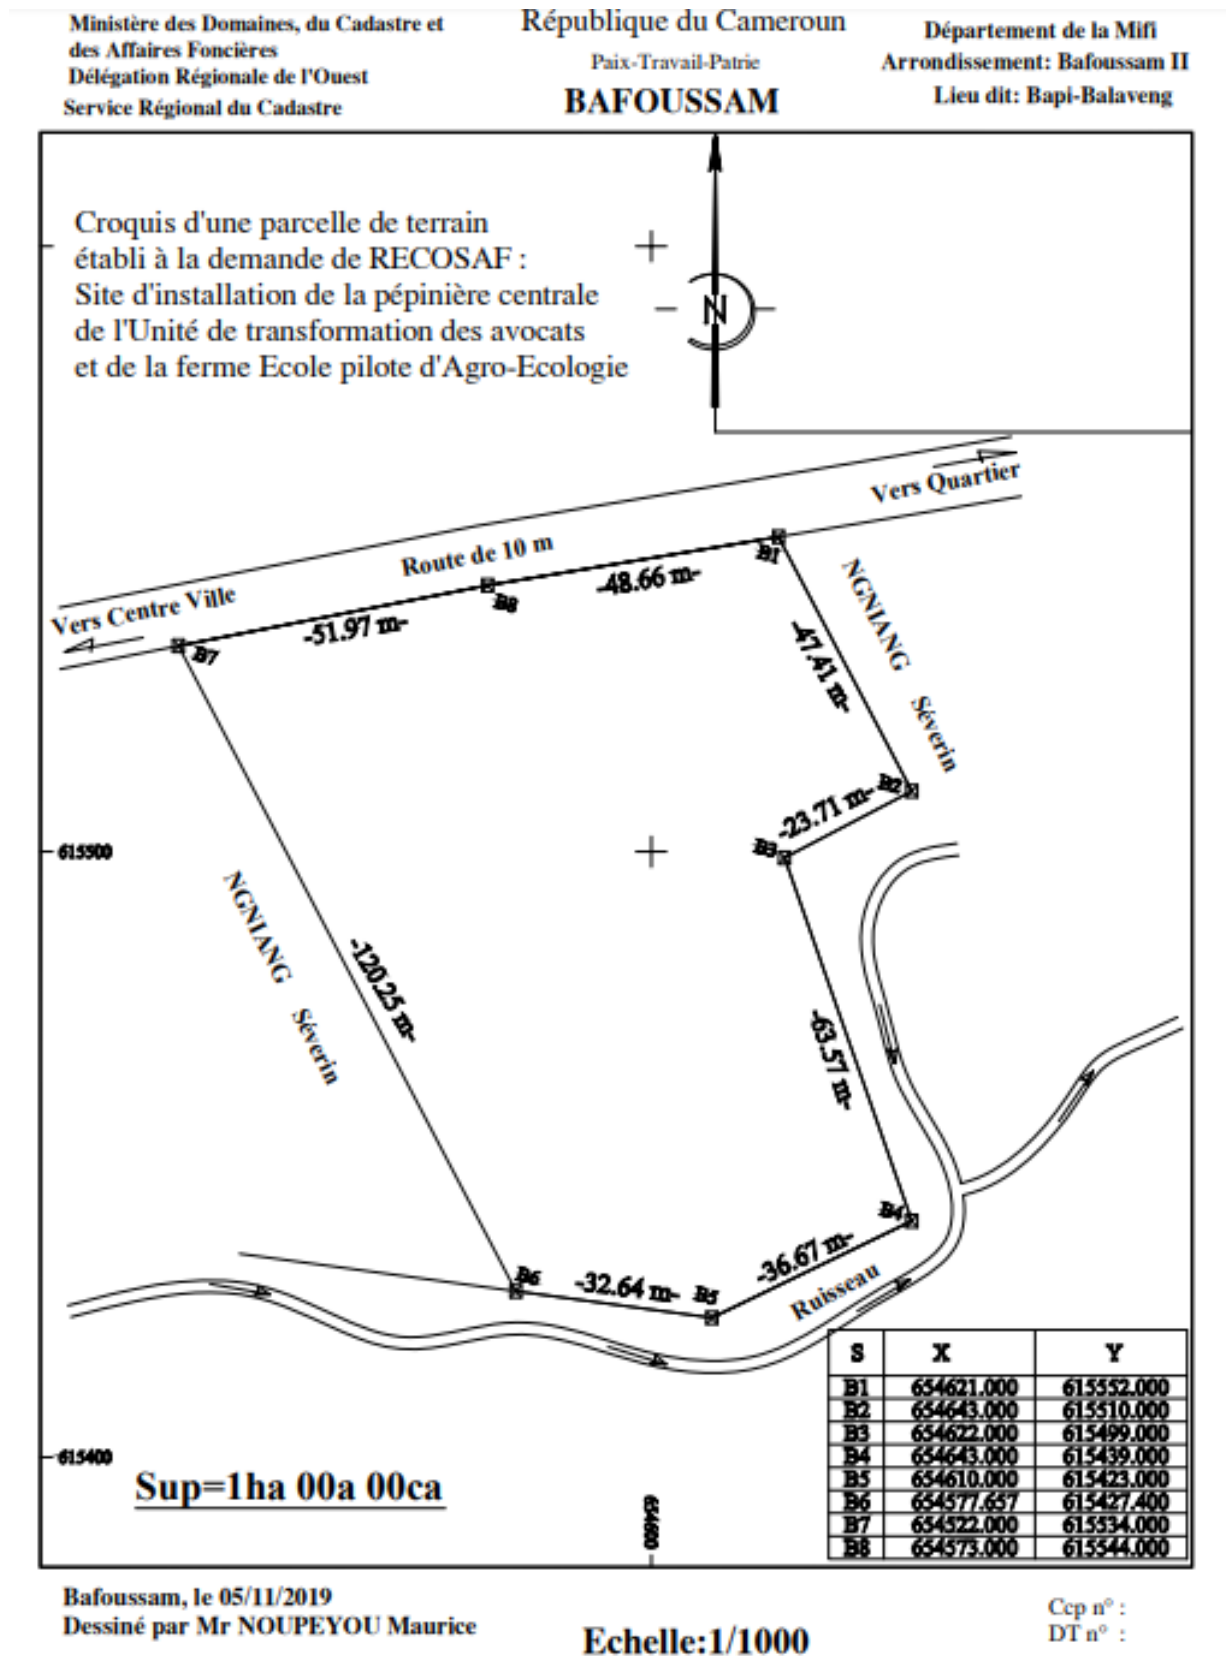 Ministère des Domaines, du Cadastre et
des Affaires Foncières
Délégation Régionale de l'Ouest
Service Régional du Cadastre
République du Cameroun
Paix-Travail-Patrie
BAFOUSSAM
Département de la Mifi
Arrondissement: Bafoussam II
Lieu dit: Bapi-Balaveng
Croquis d'une parcelle de terrain
établi à la demande de RECOSAF :
Site d'installation de la pépinière centrale
de l'Unité de transformation des avocats
et de la ferme Ecole pilote d'Agro-Ecologie
N
Vers Quartier
Route de 10 m
Vers Centre Ville
B1
-48.66 m-
B8
-51.97 m-
B7
NGNIANG Séverin
-47.41 m-
B2
-23.71 m-
B3
615500
NGNIANG Séverin
-120.25 m-
-63.57 m-
B4
-36.67 m-
B6
-32.64 m-
B5
Ruisseau
S X Y
B1 654621.000 615552.000
B2 654643.000 615510.000
B3 654622.000 615499.000
B4 654643.000 615439.000
B5 654610.000 615423.000
B6 654577.657 615427.400
B7 654522.000 615534.000
B8 654573.000 615544.000
615400
Sup=1ha 00a 00ca
654600
Bafoussam, le 05/11/2019
Dessiné par Mr NOUPEYOU Maurice
Echelle:1/1000
Ccp n° :
DT n° :